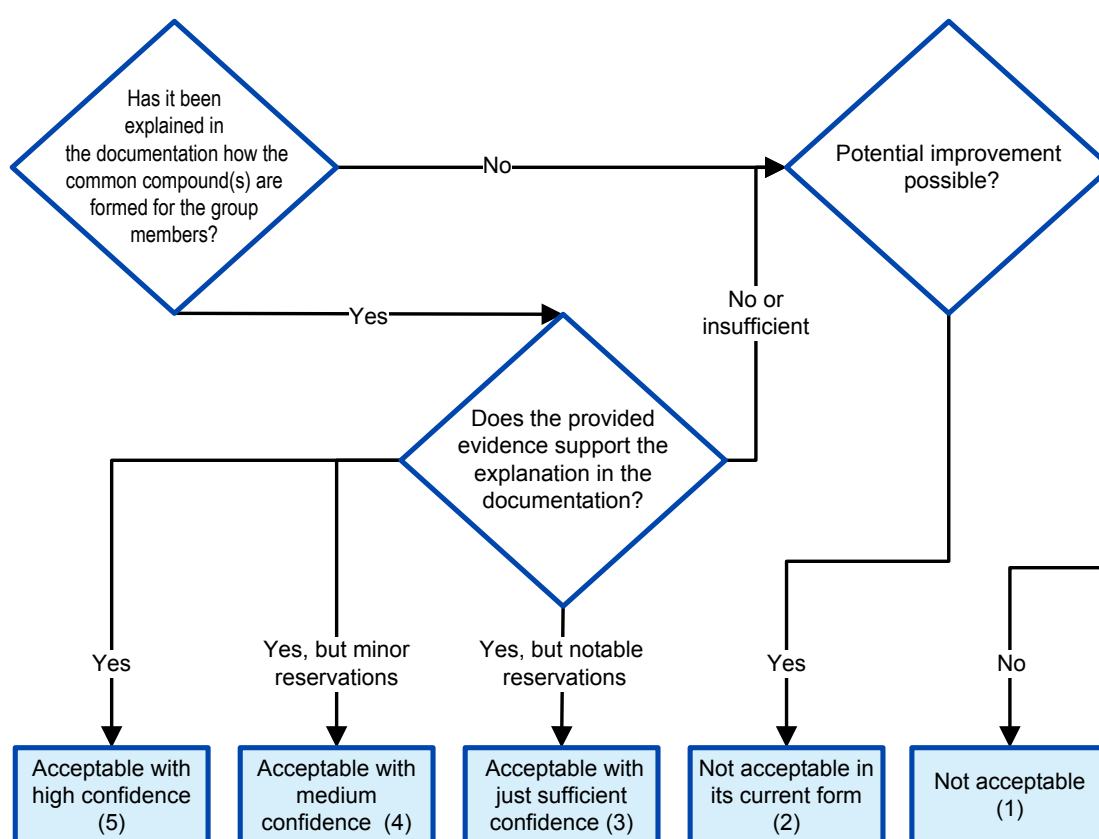 Has it been
explained in
the documentation how the
common compound(s) are
formed for the group
members?
No
Potential improvement
possible?
Yes
No or
insufficient
Does the provided
evidence support the
explanation in the
documentation?
Yes
Yes, but minor
reservations
Yes, but notable
reservations
Yes
No
Acceptable with
high confidence
(5)
Acceptable with
medium
confidence (4)
Acceptable with
just sufficient
confidence (3)
Not acceptable in
its current form
(2)
Not acceptable
(1)